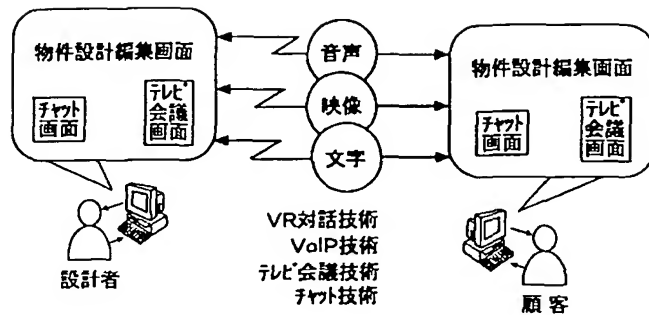 物件設計編集画面
チャット
画面
テレビ
会議
画面
設計者
音声
映像
文字
VR対話技術
VoIP技術
テレビ会議技術
チャット技術
物件設計編集画面
チャット
画面
テレビ
会議
画面
顧客